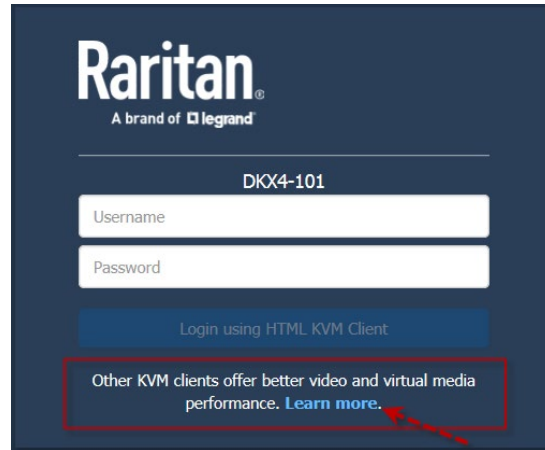 Raritan®
A brand of legrand®
DKX4-101
Username
Password
Login using HTML KVM Client
Other KVM clients offer better video and virtual media
performance. Learn more.